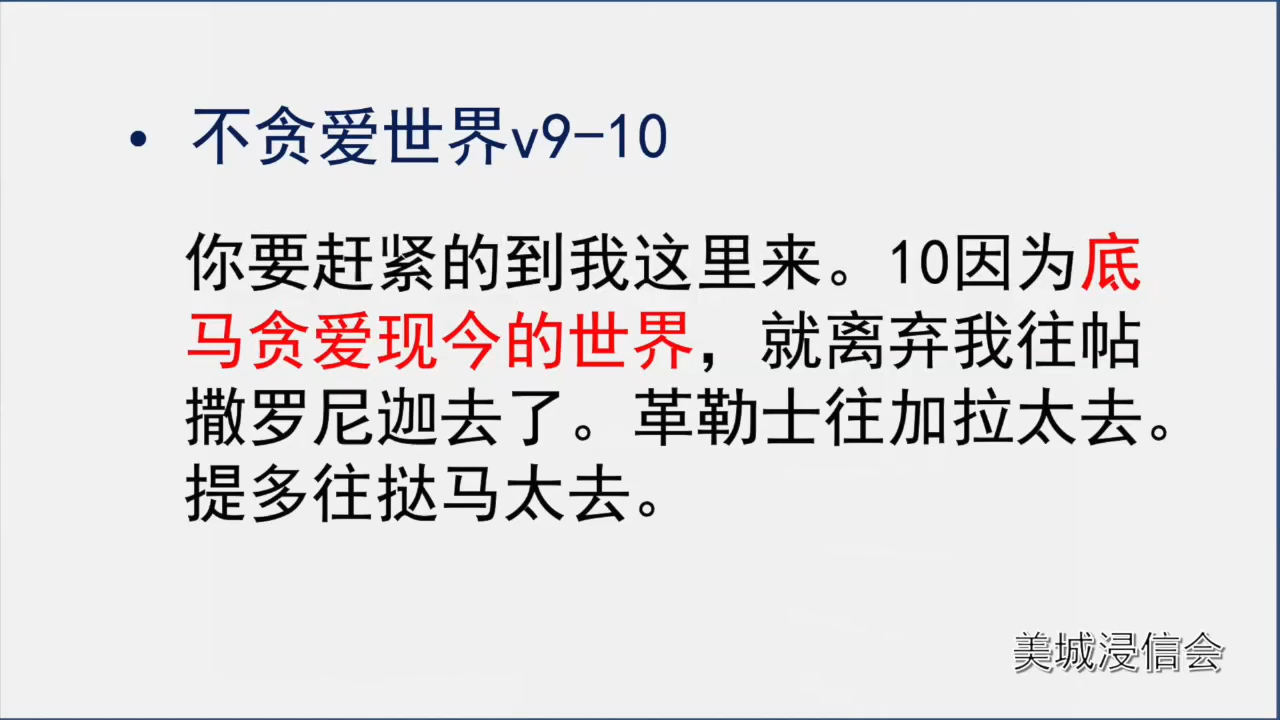 • 不贪爱世界v9-10
你要赶紧的到我这里来。10因为底
马贪爱现今的世界，就离弃我往帖
撒罗尼迦去了。革勒士往加拉太去。
提多往挞马太去。
美城浸信会